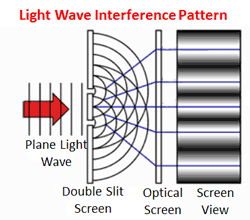 Light Wave Interference Pattern
Plane Light
Wave
Double Slit
Screen
Optical
Screen
Screen
View